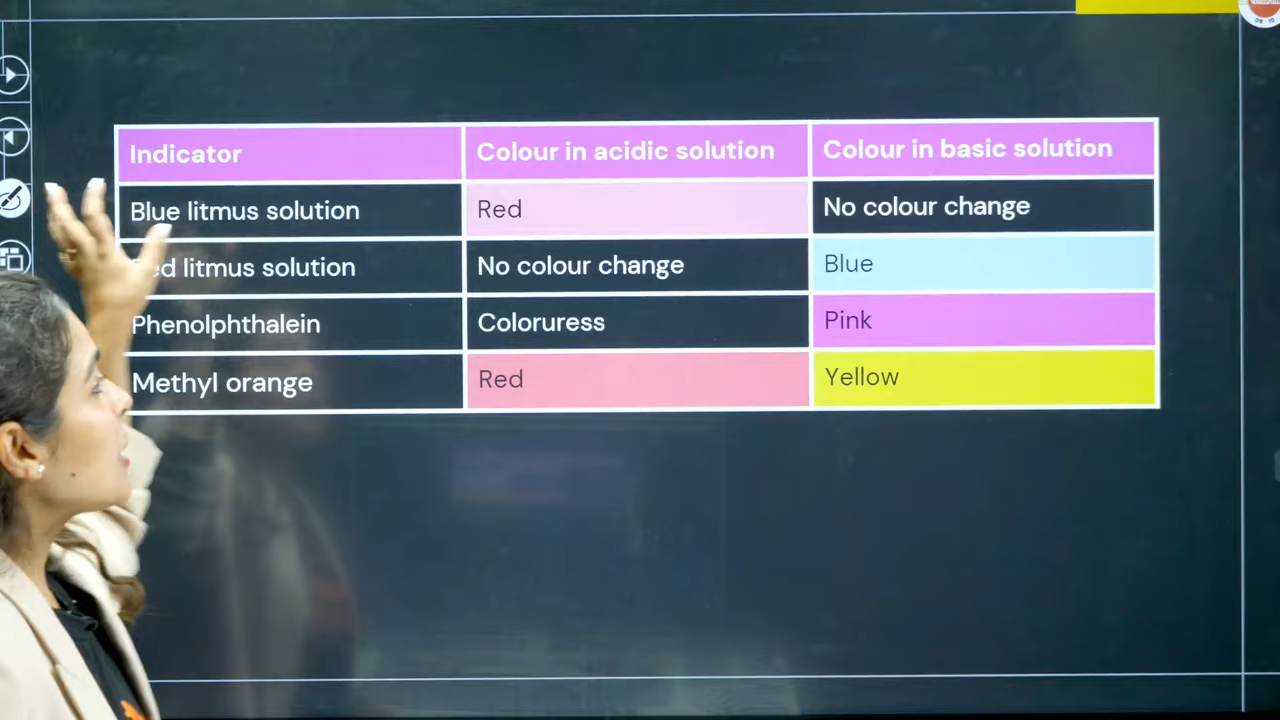 Indicator Colour in acidic solution Colour in basic solution
Blue litmus solution Red No colour change
litmus solution No colour change Blue
Phenolphthalein Coloruress Pink
Methyl orange Red Yellow